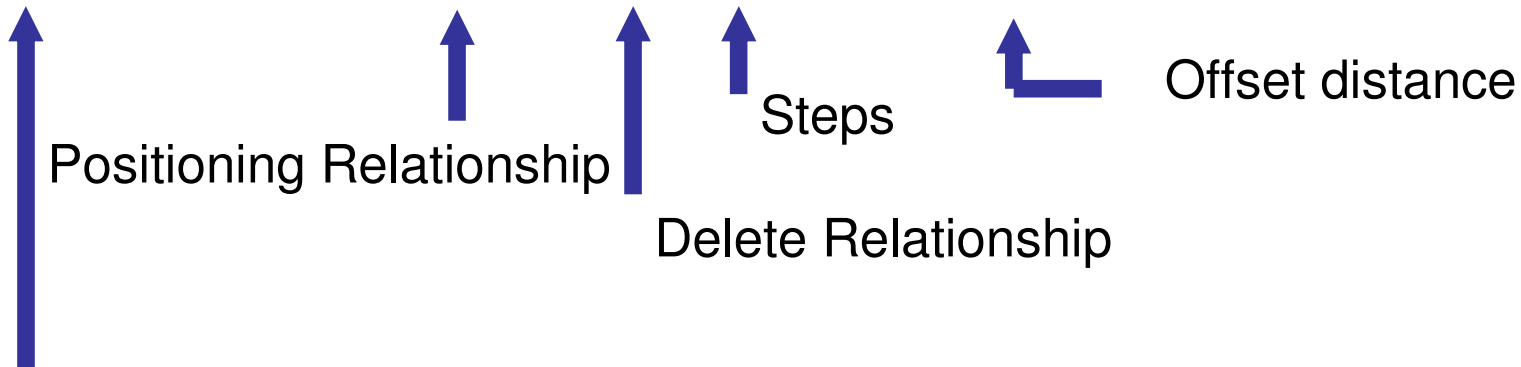 Offset distance
Steps
Positioning Relationship
Delete Relationship